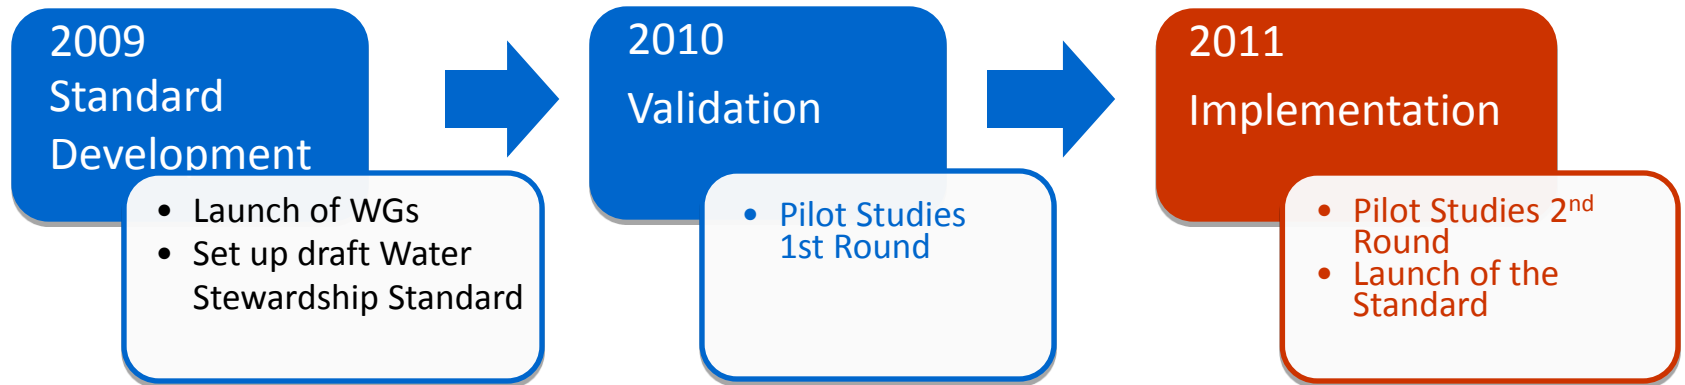 2009
Standard
Development
• Launch of WGs
• Set up draft Water
Stewardship Standard
2010
Validation
• Pilot Studies
1st Round
2011
Implementation
• Pilot Studies 2nd
Round
• Launch of the
Standard